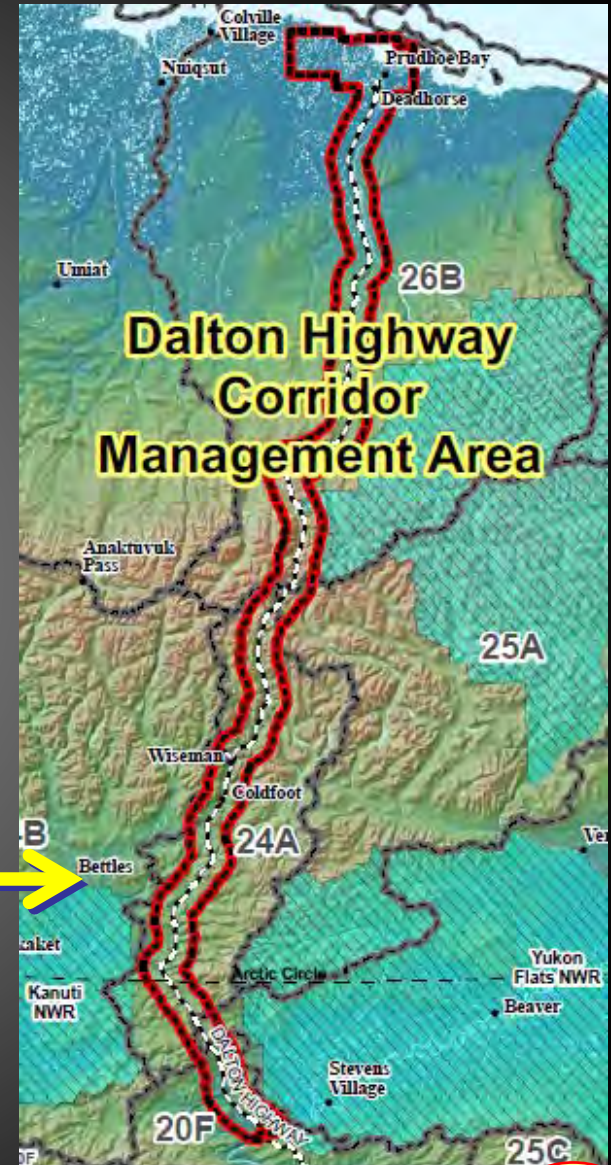 Colville
Village
Nuiqsut
Prudhoe Bay
Deadhorse
Umiat
26B
Dalton Highway
Corridor
Management Area
Anaktuvuk
Pass
25A
Wiseman
Coldfoot
24A
Bettles
Arctic Circle
Yukon
Flats NWR
Kanuti
NWR
Beaver
DALTON HIGHWAY
Stevens
Village
20F
25C